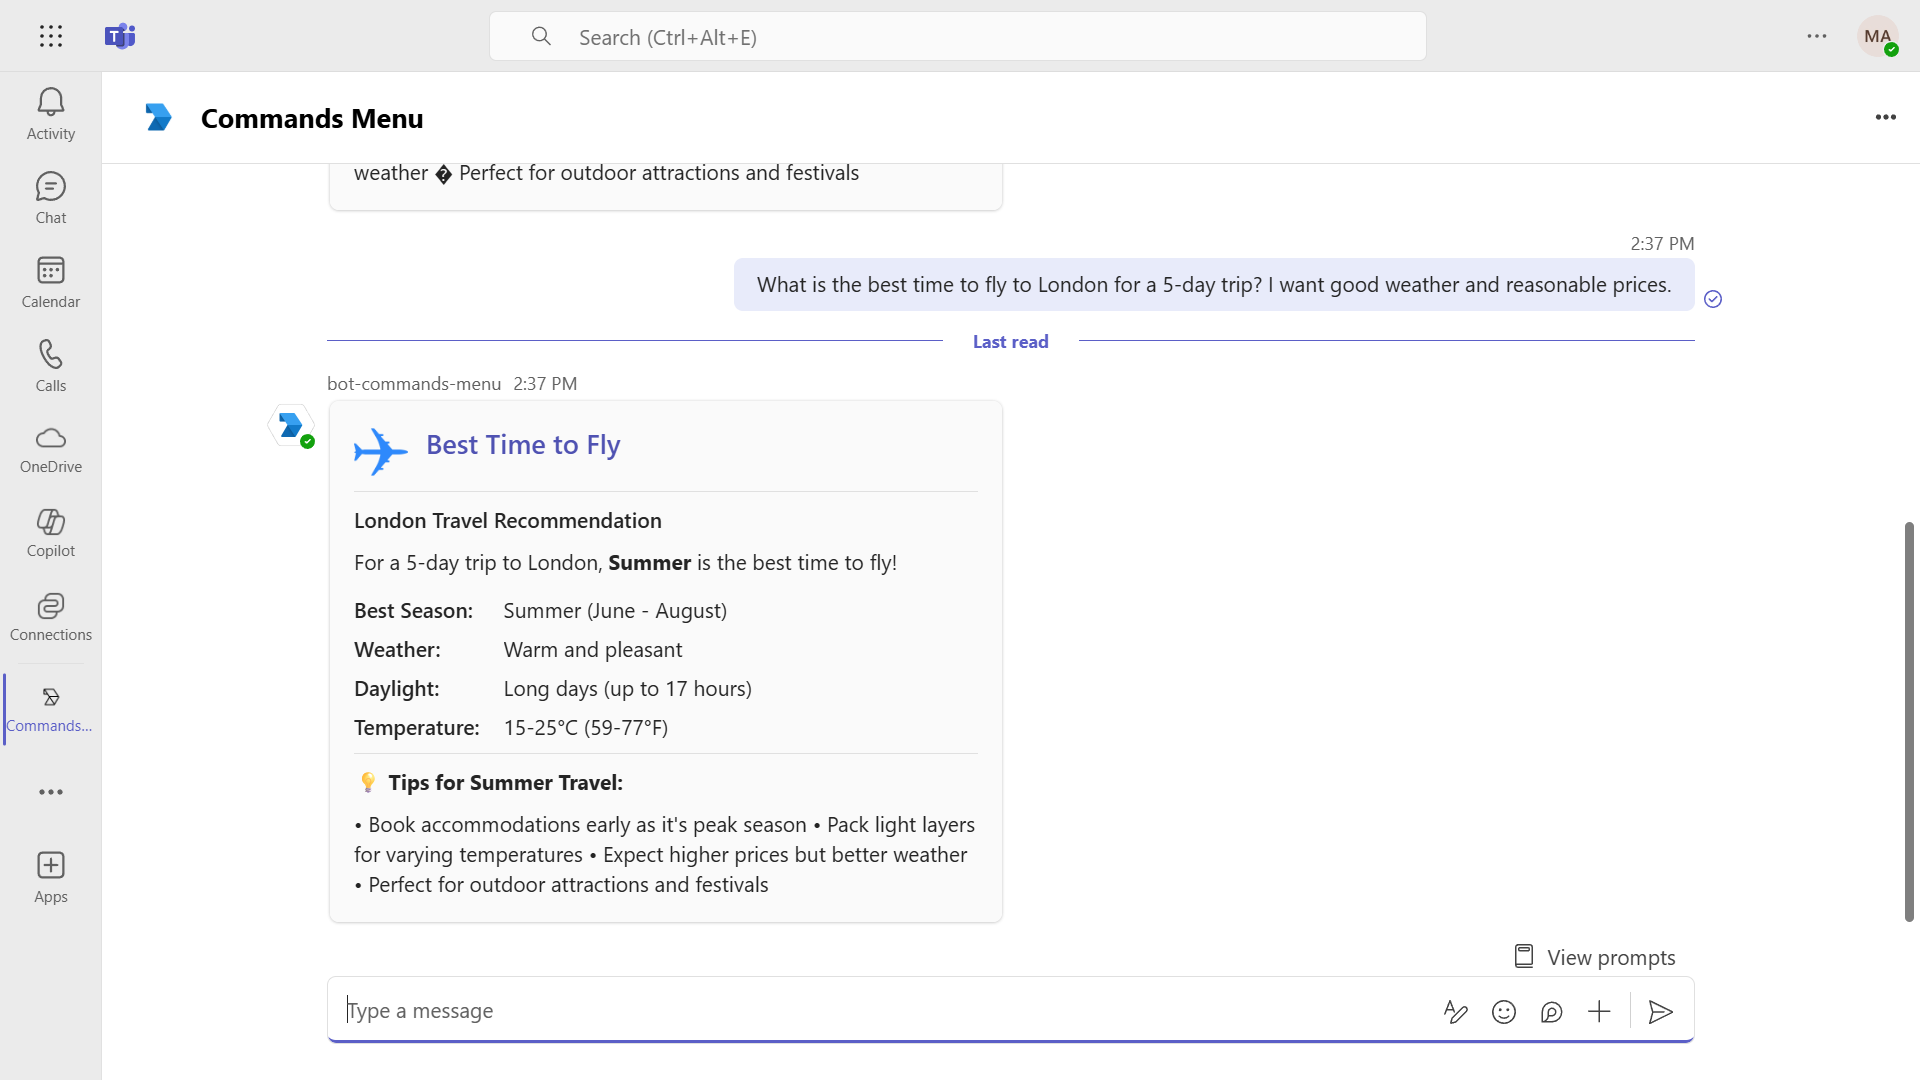 Search (Ctrl+Alt+E)
MA
Activity
Chat
Calendar
Calls
OneDrive
Copilot
Connections
Commands...
Apps
Commands Menu
weather � Perfect for outdoor attractions and festivals
2:37 PM
What is the best time to fly to London for a 5-day trip? I want good weather and reasonable prices.
Last read
bot-commands-menu 2:37 PM
Best Time to Fly
London Travel Recommendation
For a 5-day trip to London, Summer is the best time to fly!
Best Season: Summer (June - August)
Weather: Warm and pleasant
Daylight: Long days (up to 17 hours)
Temperature: 15-25°C (59-77°F)
💡 Tips for Summer Travel:
• Book accommodations early as it's peak season • Pack light layers
for varying temperatures • Expect higher prices but better weather
• Perfect for outdoor attractions and festivals
View prompts
Type a message